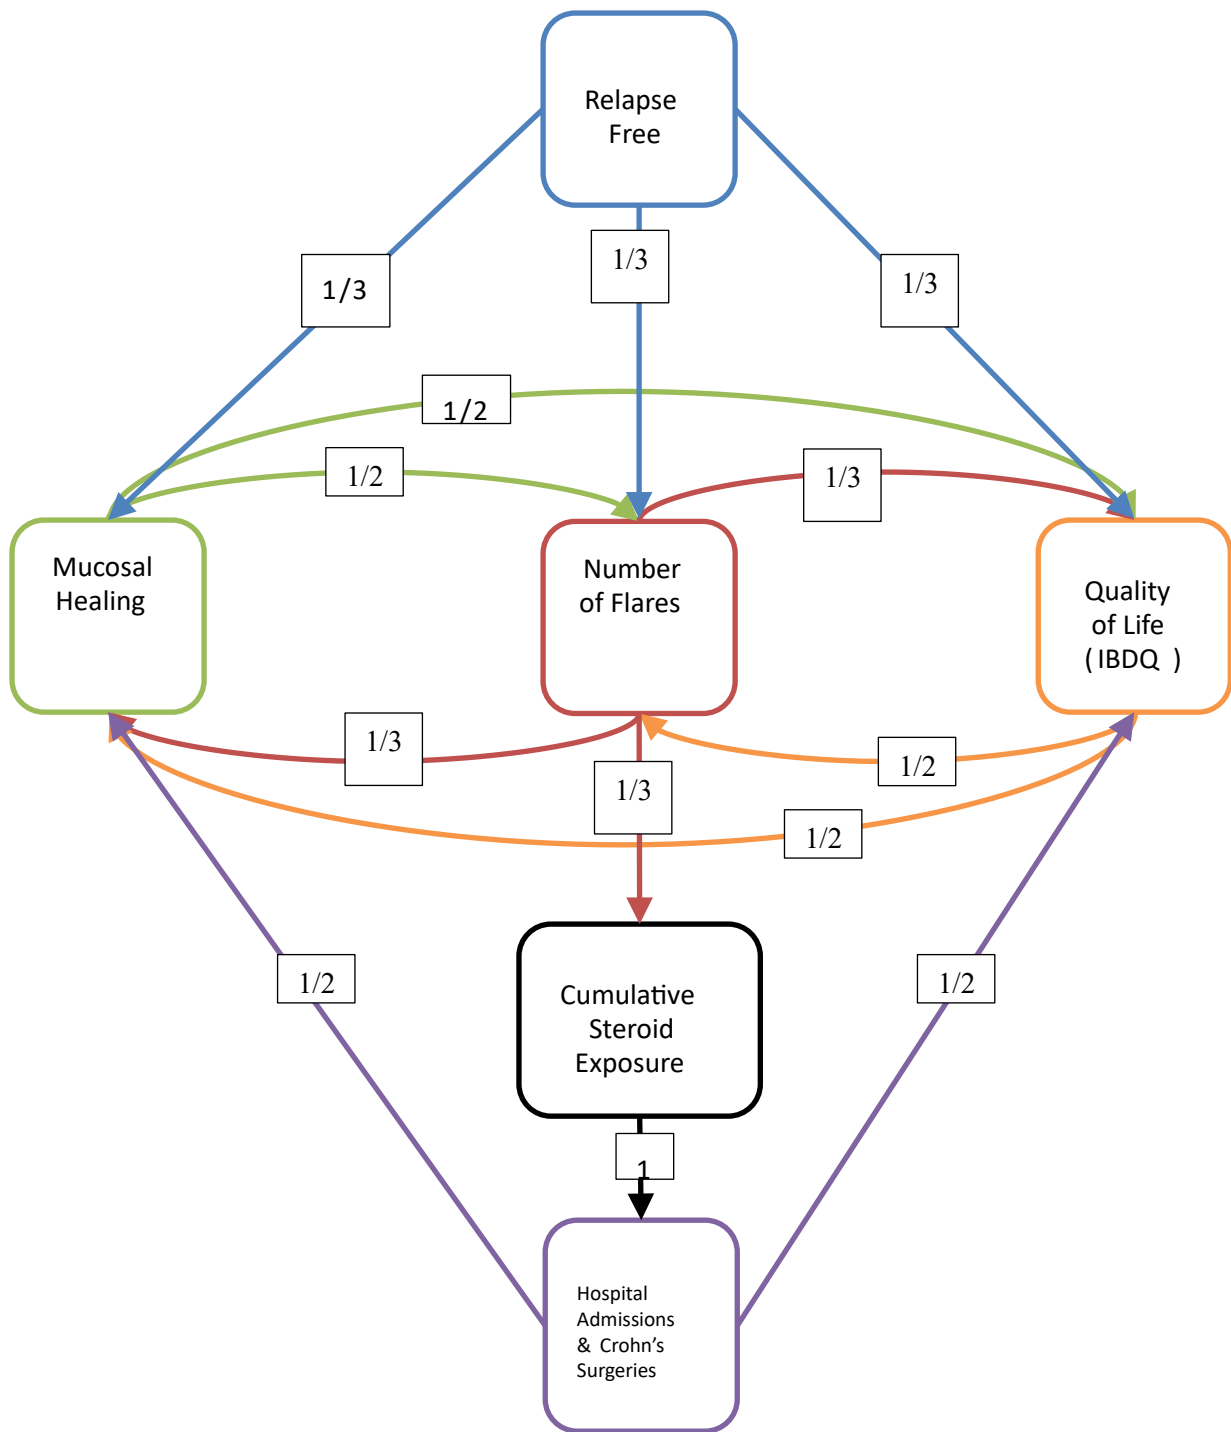 Relapse
Free
1/3
1/3
1/3
1/2
1/2
1/3
Mucosal
Healing
Number
of Flares
Quality
of Life
( IBDQ )
1/3
1/3
1/2
1/2
1/2
1/2
Cumulative
Steroid
Exposure
1
Hospital
Admissions
& Crohn’s
Surgeries